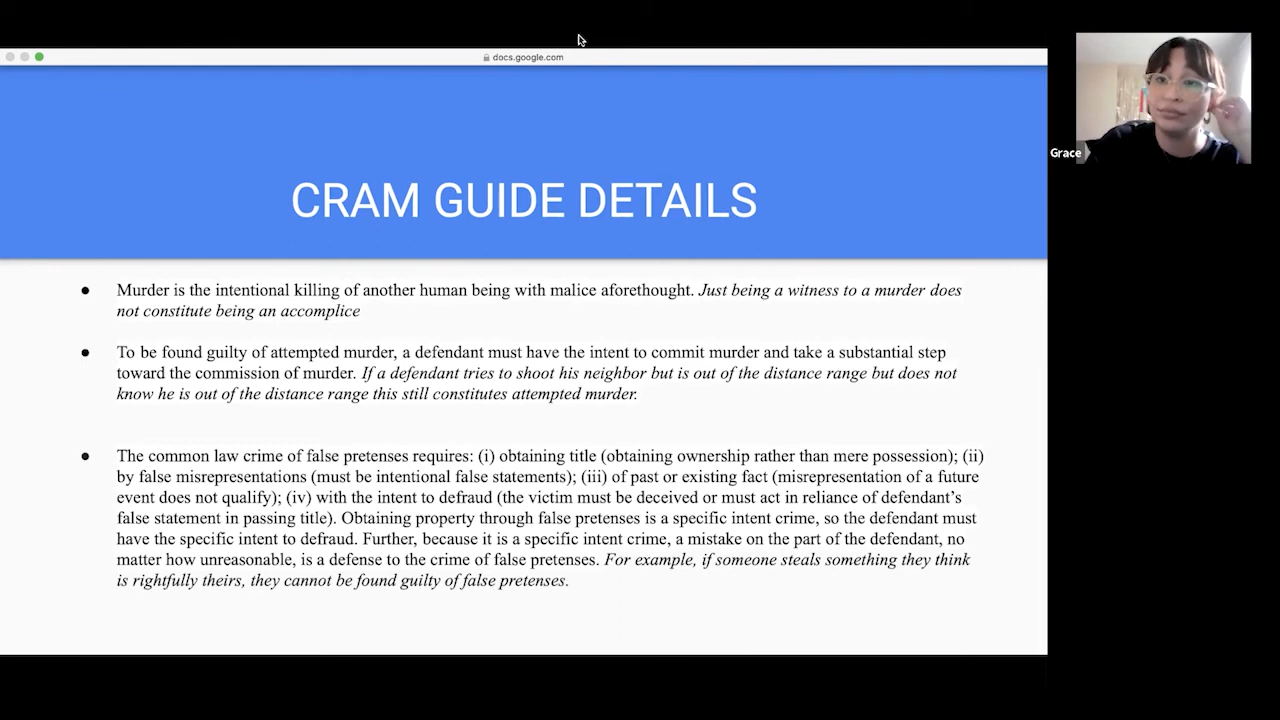 docs.google.com
CRAM GUIDE DETAILS
Grace
● Murder is the intentional killing of another human being with malice aforethought. Just being a witness to a murder does
not constitute being an accomplice
● To be found guilty of attempted murder, a defendant must have the intent to commit murder and take a substantial step
toward the commission of murder. If a defendant tries to shoot his neighbor but is out of the distance range but does not
know he is out of the distance range this still constitutes attempted murder.
● The common law crime of false pretenses requires: (i) obtaining title (obtaining ownership rather than mere possession); (ii)
by false misrepresentations (must be intentional false statements); (iii) of past or existing fact (misrepresentation of a future
event does not qualify); (iv) with the intent to defraud (the victim must be deceived or must act in reliance of defendant’s
false statement in passing title). Obtaining property through false pretenses is a specific intent crime, so the defendant must
have the specific intent to defraud. Further, because it is a specific intent crime, a mistake on the part of the defendant, no
matter how unreasonable, is a defense to the crime of false pretenses. For example, if someone steals something they think
is rightfully theirs, they cannot be found guilty of false pretenses.